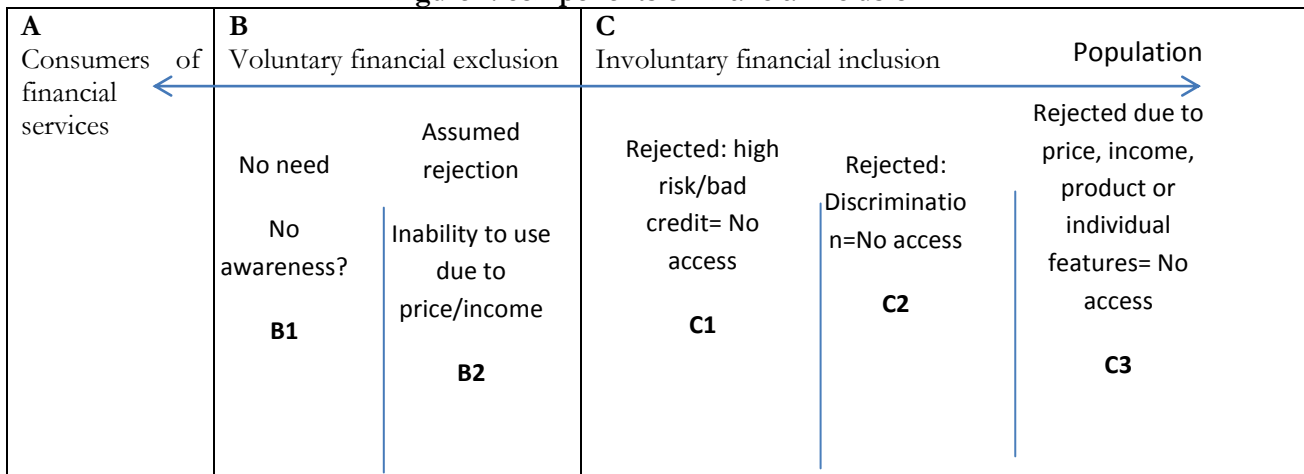 A
Consumers of
financial
services
B
Voluntary financial exclusion
No need
No
awareness?
B1
Assumed
rejection
Inability to use
due to
price/income
B2
C
Involuntary financial inclusion
Population
Rejected: high
risk/bad
credit= No
access
C1
Rejected:
Discriminatio
n=No access
C2
Rejected due to
price, income,
product or
individual
features= No
access
C3